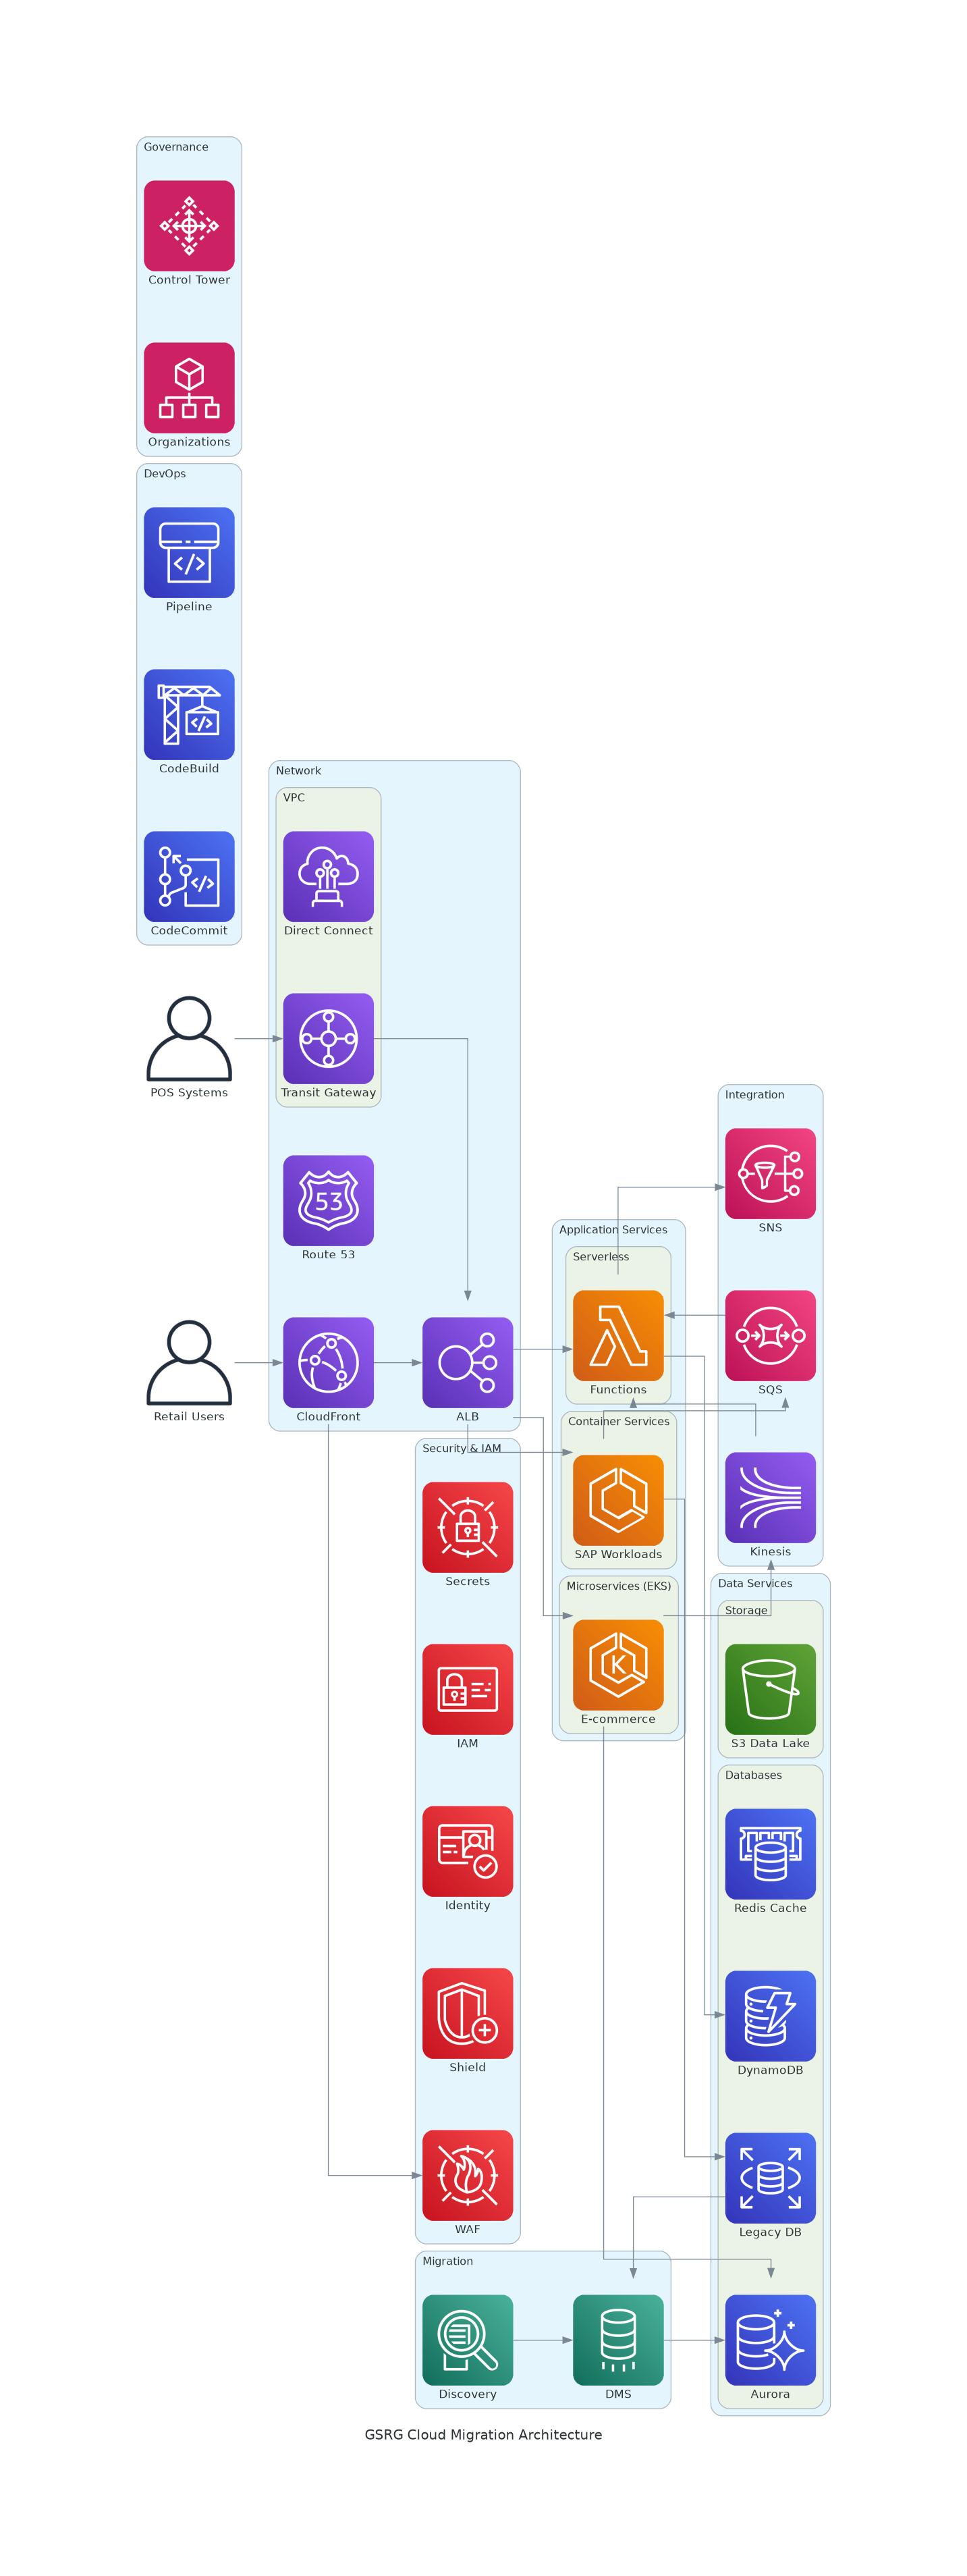 Governance
Control Tower
Organizations
DevOps
Pipeline
CodeBuild
CodeCommit
POS Systems
Retail Users
Network
VPC
Direct Connect
Transit Gateway
Route 53
53
CloudFront
ALB
Security & IAM
Secrets
IAM
Identity
Shield
WAF
Migration
Discovery
DMS
Application Services
Serverless
Functions
Container Services
SAP Workloads
Microservices (EKS)
K
E-commerce
Integration
SNS
SQS
Kinesis
Data Services
Storage
S3 Data Lake
Databases
Redis Cache
DynamoDB
Legacy DB
Aurora
GSRG Cloud Migration Architecture